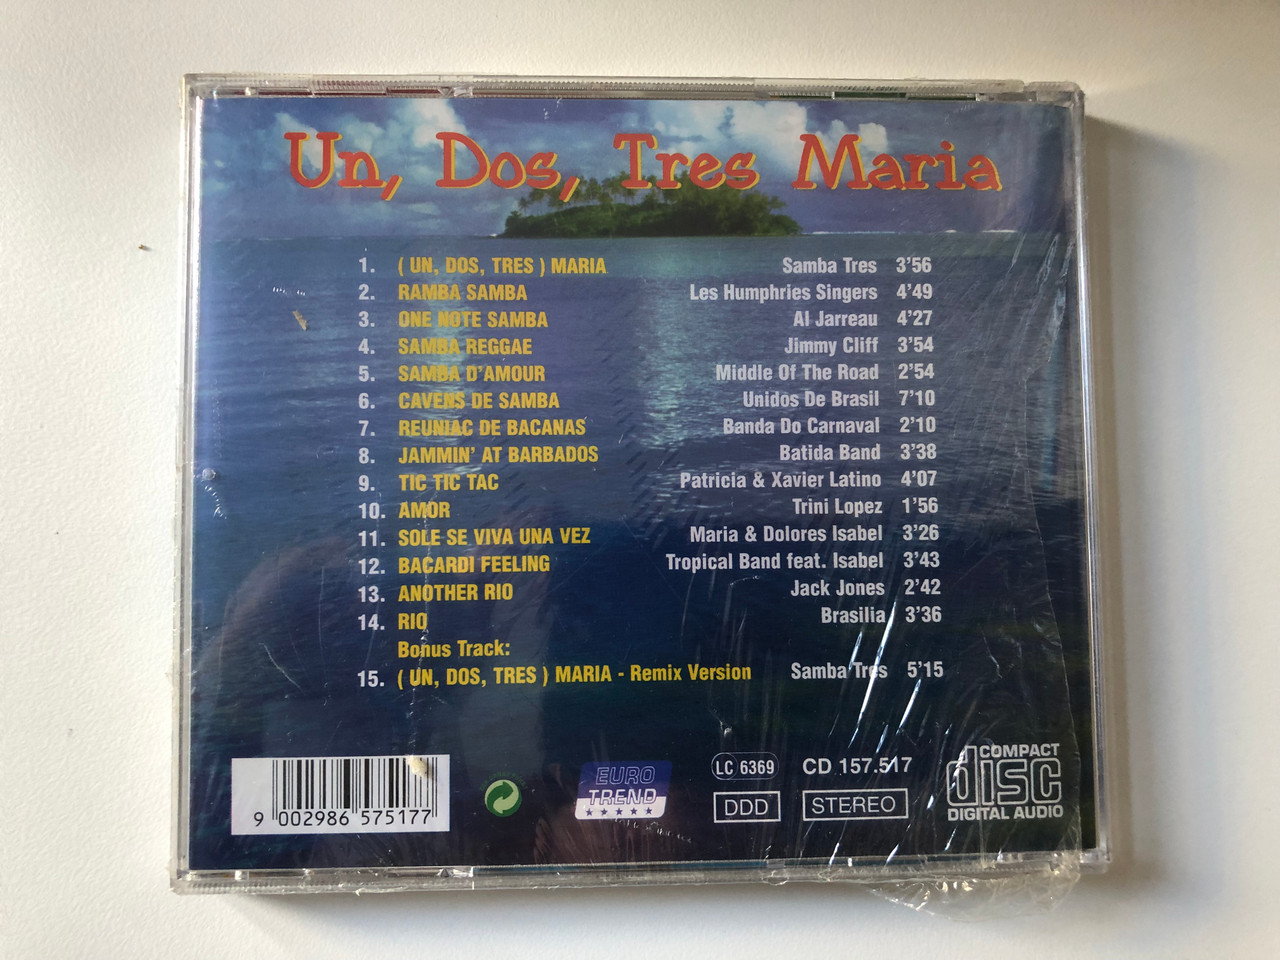 Un, Dos, Tres Maria
1. ( UN, DOS, TRES ) MARIA Samba Tres 3'56
2. RAMBA SAMBA Les Humphries Singers 4'49
3. ONE NOTE SAMBA Al Jarreau 4'27
4. SAMBA REGGAE Jimmy Cliff 3'54
5. SAMBA D'AMOUR Middle Of The Road 2'54
6. CAVENS DE SAMBA Unidos De Brasil 7'10
7. REUNIAC DE BACANAS Banda Do Carnaval 2'10
8. JAMMIN' AT BARBADOS Batida Band 3'38
9. TIC TIC TAC Patricia & Xavier Latino 4'07
10. AMOR Trini Lopez 1'56
11. SOLE SE VIVA UNA VEZ Maria & Dolores Isabel 3'26
12. BACARDI FEELING Tropical Band feat. Isabel 3'43
13. ANOTHER RIO Jack Jones 2'42
14. RIO Brasilia 3'36
Bonus Track:
15. ( UN, DOS, TRES ) MARIA - Remix Version Samba Tres 5'15
9 002986 575177
EURO
TREND
LC 6369 CD 157.517
DDD STEREO
COMPACT
disc
DIGITAL AUDIO